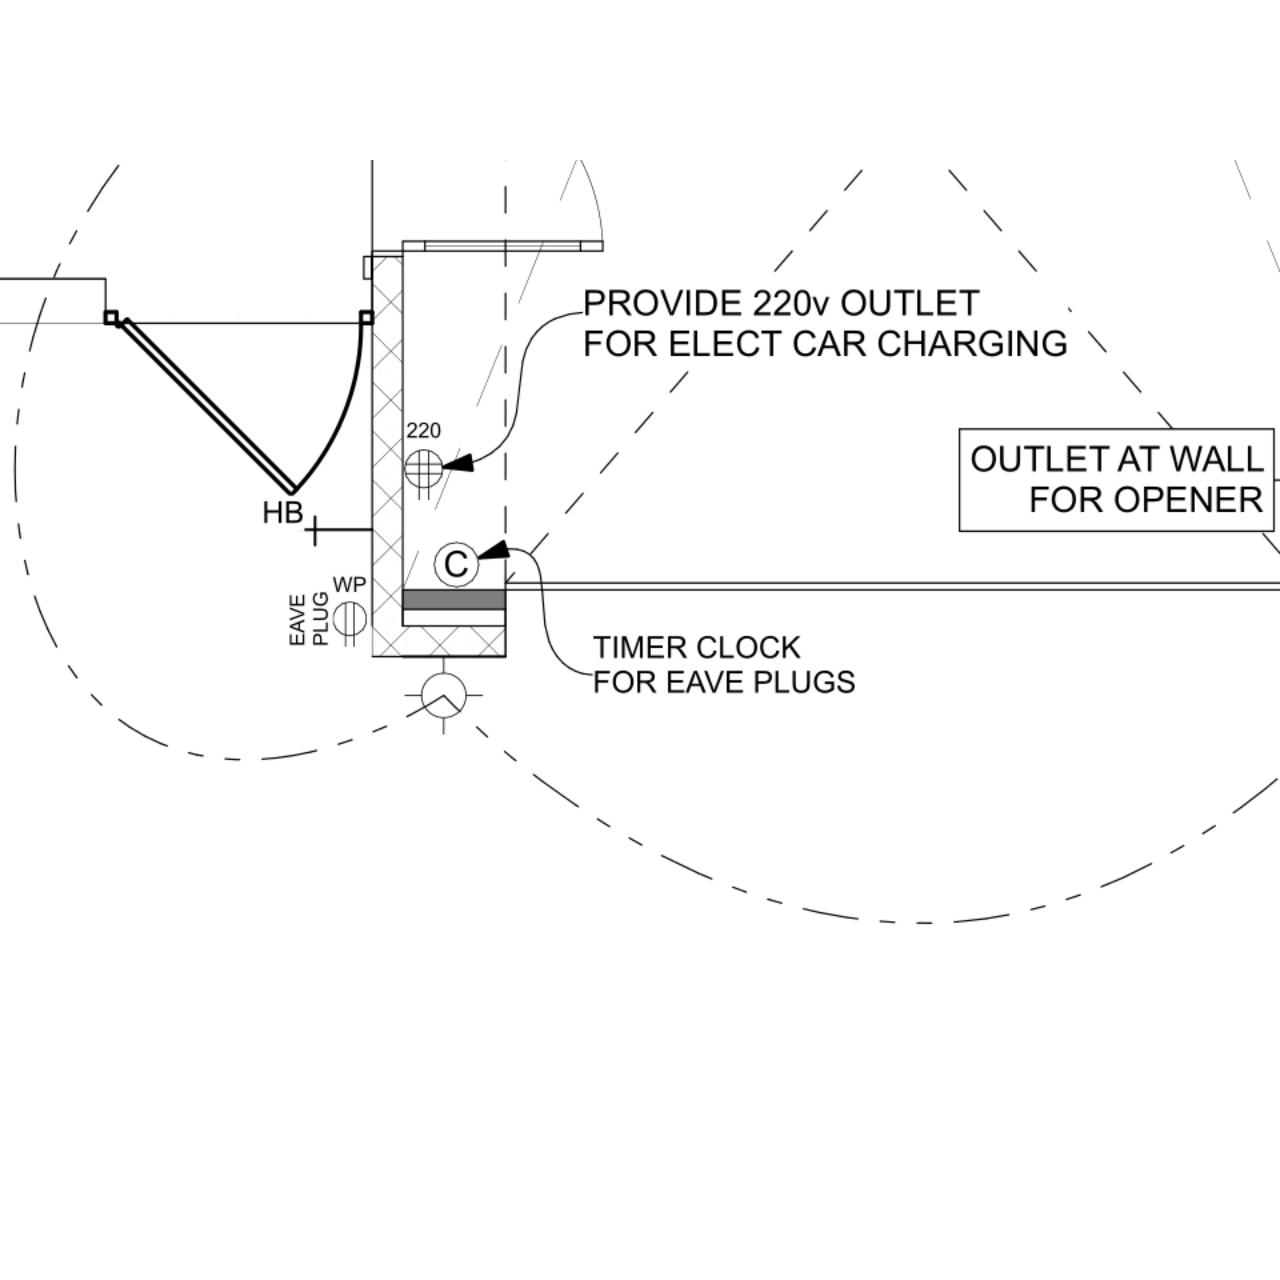 PROVIDE 220v OUTLET
FOR ELECT CAR CHARGING
220
OUTLET AT WALL
FOR OPENER
HB
C
WP
EAVE
PLUG
TIMER CLOCK
FOR EAVE PLUGS